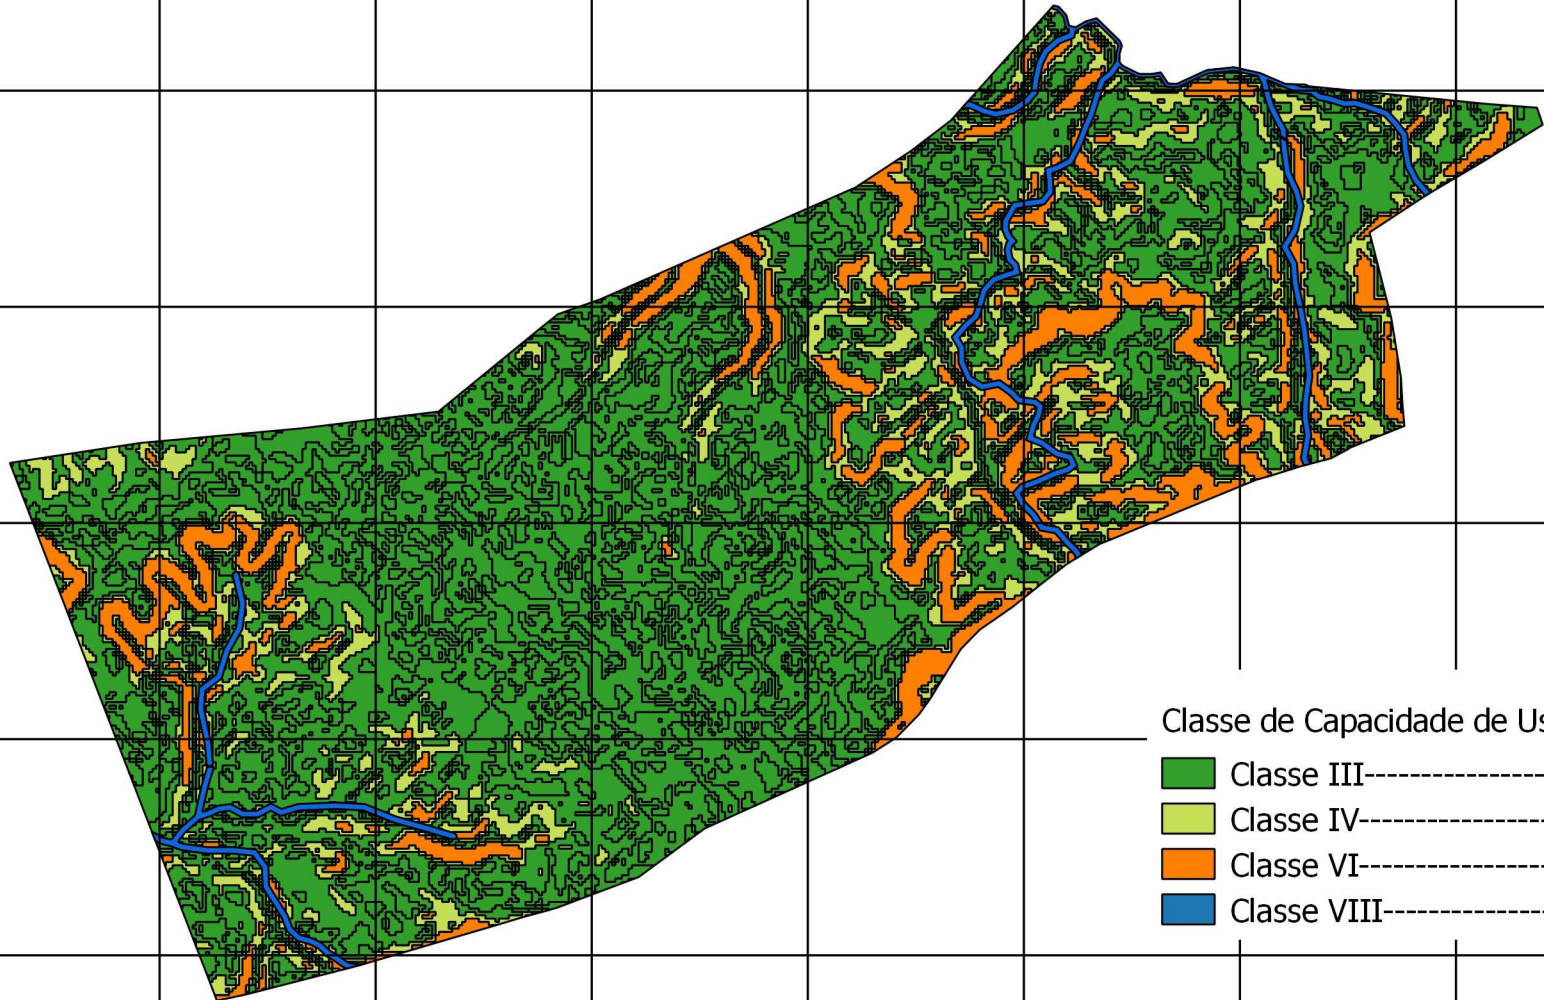 Classe de Capacidade de Us
Classe III----------------
Classe IV-----------------
Classe VI-----------------
Classe VIII---------------